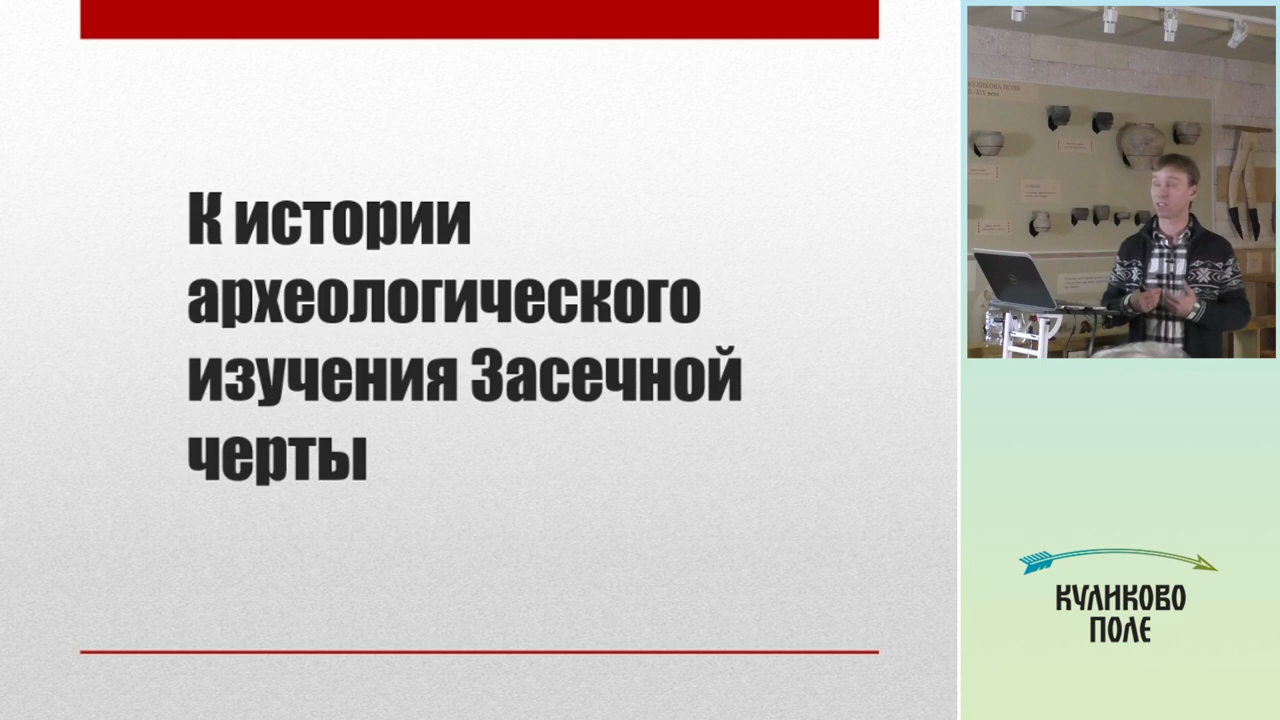 К истории
археологического
изучения Засечной
черты
КУЛИКОВО
ПОЛЕ